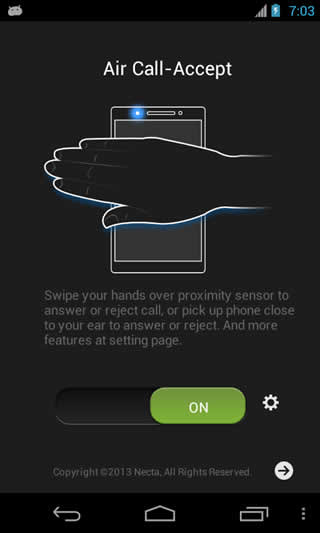 7:03
Air Call-Accept
Swipe your hands over proximity sensor to
answer or reject call, or pick up phone close
to your ear to answer or reject. And more
features at setting page.
ON
Copyright ©2013 Necta, All Rights Reserved.